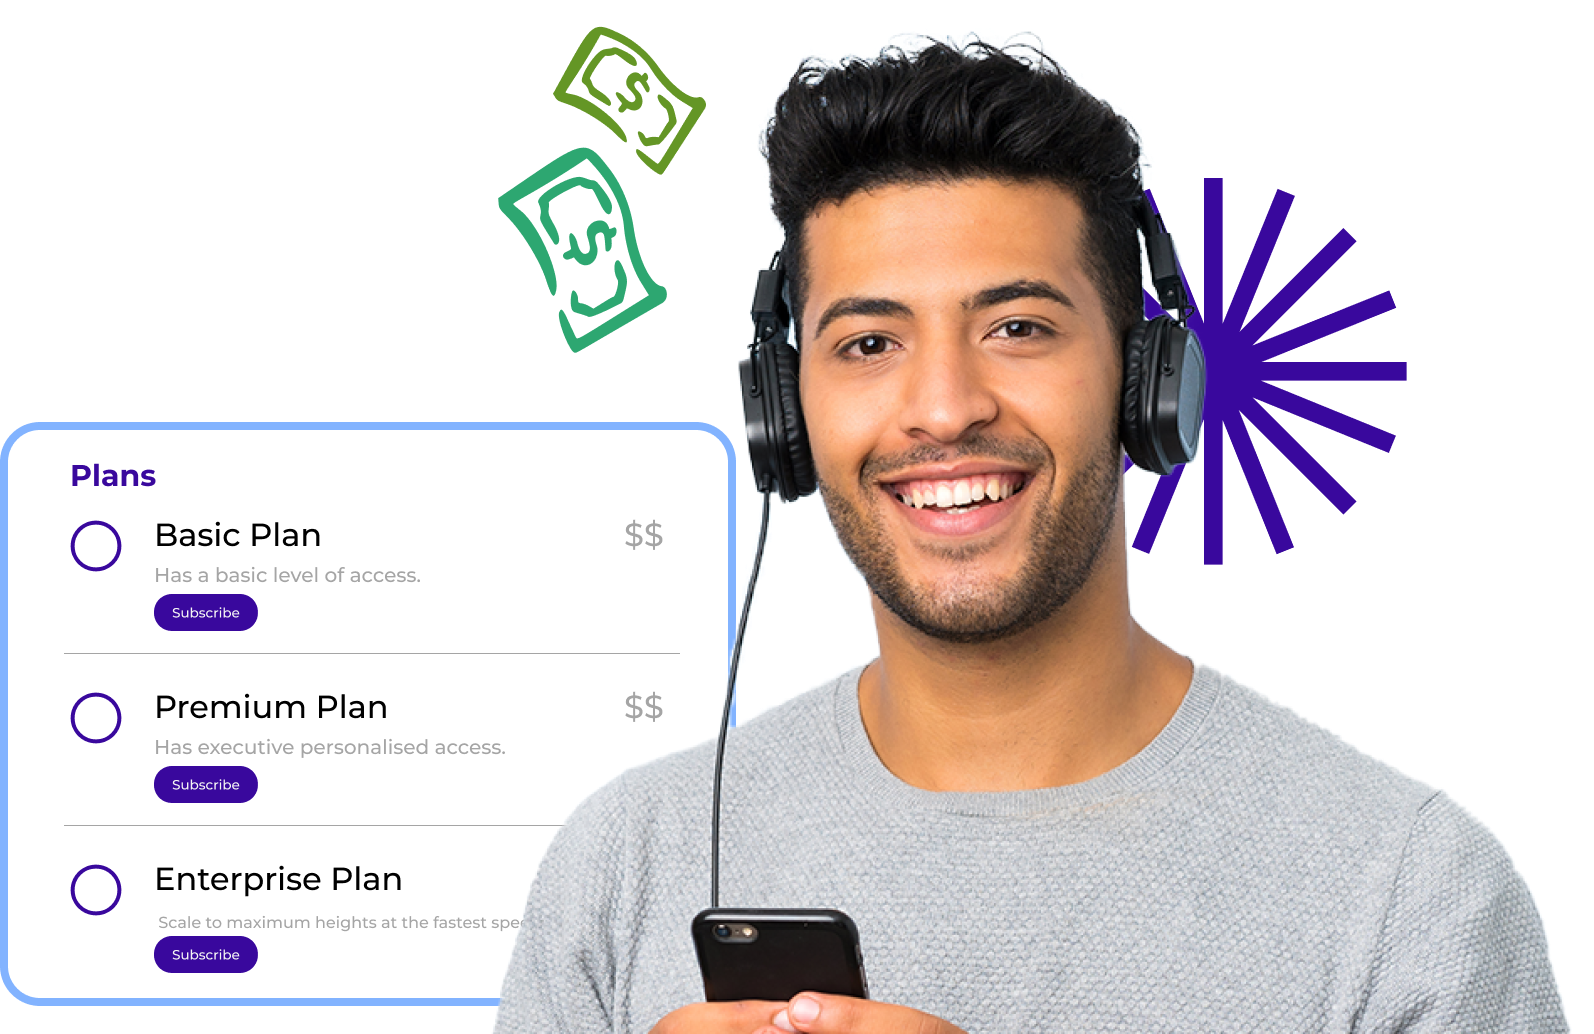 Plans
Basic Plan $$
Has a basic level of access.
Subscribe
Premium Plan $$
Has executive personalised access.
Subscribe
Enterprise Plan
Scale to maximum heights at the fastest
Subscribe
$
$